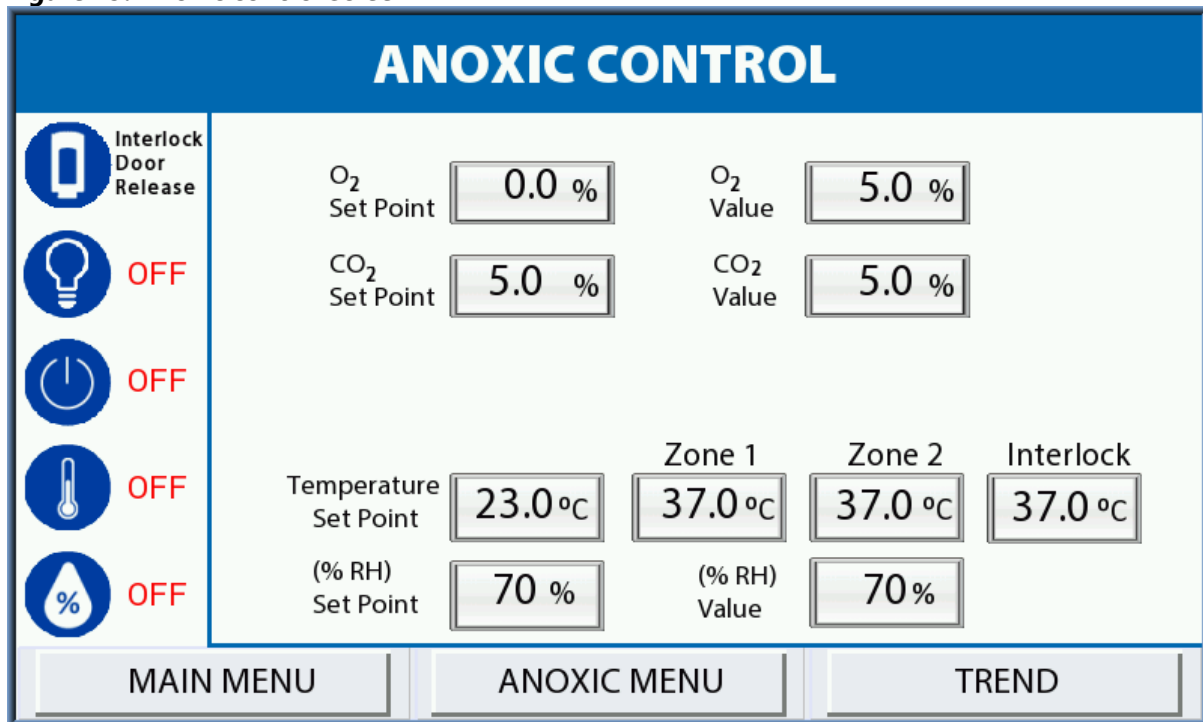 ANOXIC CONTROL
Interlock
Door
Release
OFF
OFF
OFF
OFF
O₂
Set Point
0.0 %
O₂
Value
5.0 %
CO₂
Set Point
5.0 %
CO₂
Value
5.0 %
Zone 1
Zone 2
Interlock
Temperature
Set Point
23.0 ºC
37.0 ºC
37.0 ºC
37.0 ºC
(% RH)
Set Point
70 %
(% RH)
Value
70 %
%
MAIN MENU
ANOXIC MENU
TREND